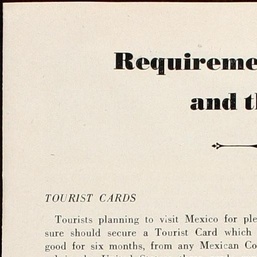 Requireme
and t
TOURIST CARDS
Tourists planning to visit Mexico for ple
sure should secure a Tourist Card which
good for six months, from any Mexican Co